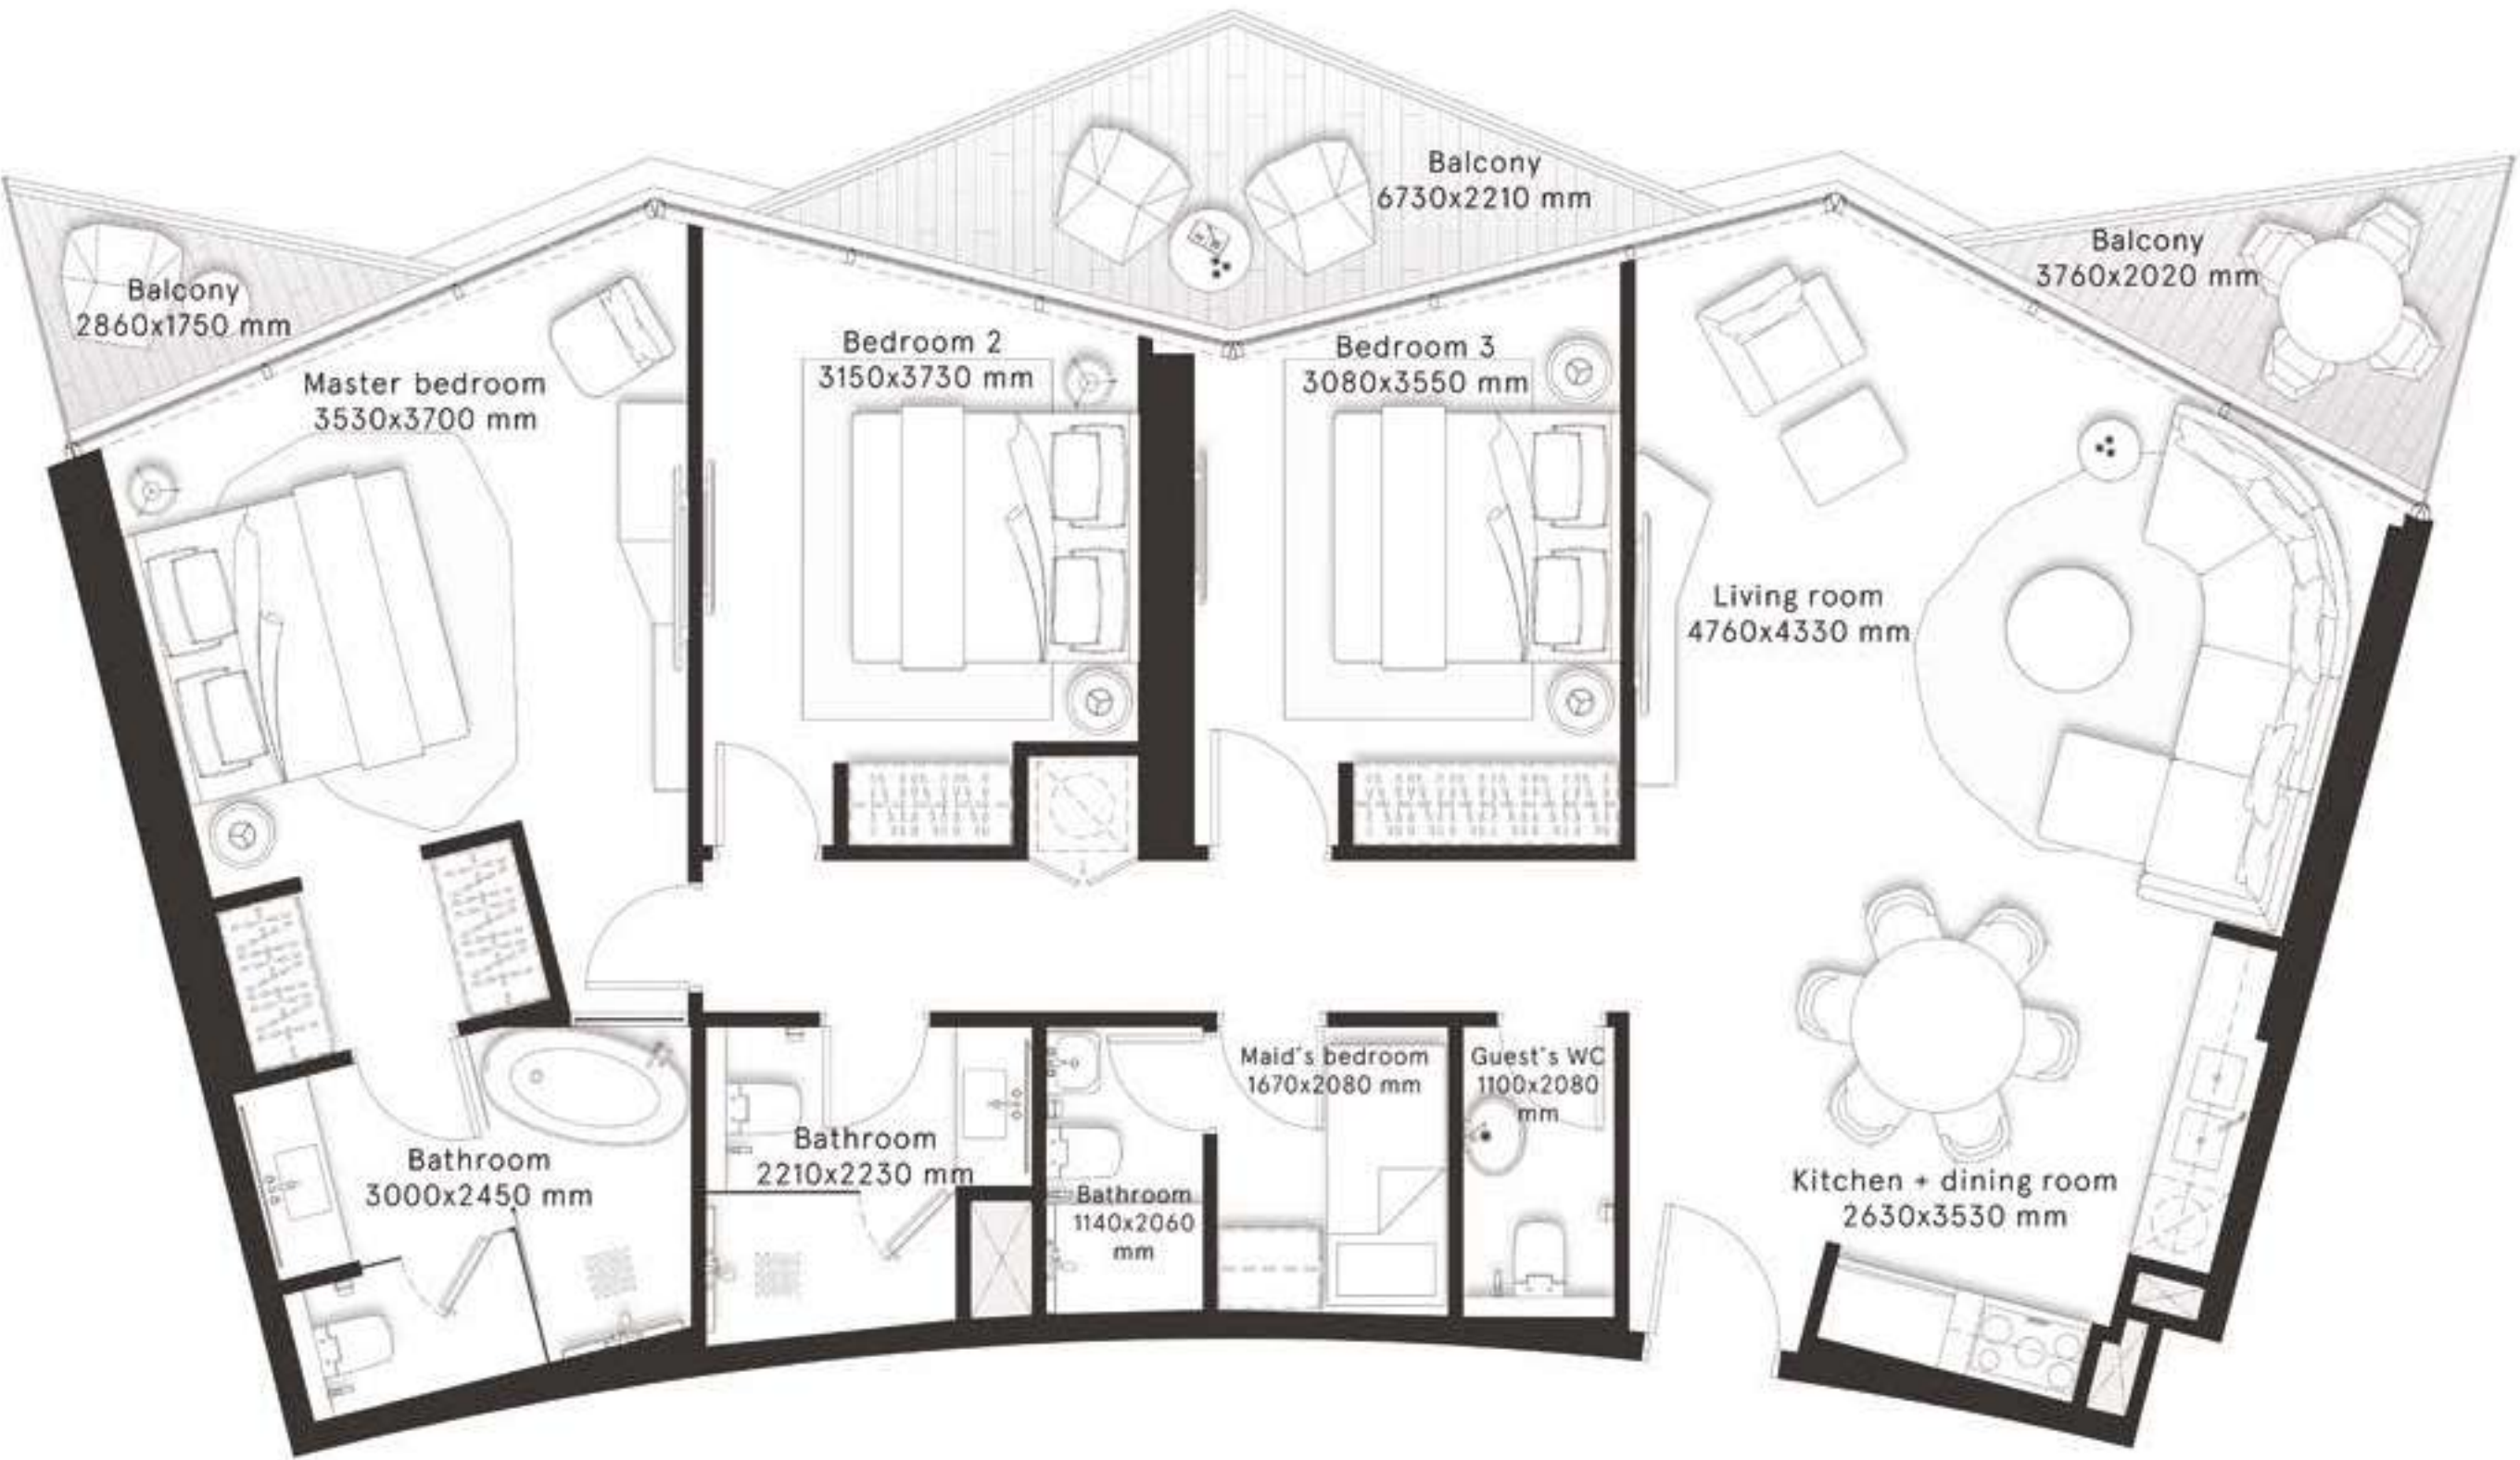 Balcony
6730x2210 mm
Balcony
3760x2020 mm
Balcony
2860x1750 mm
Master bedroom
3530x3700 mm
Bedroom 2
3150x3730 mm
Bedroom 3
3080x3550 mm
Living room
4760x4330 mm
Maid's bedroom
1670x2080 mm
Guest's WC
1100x2080
mm
Bathroom
3000x2450 mm
Bathroom
2210x2230 mm
Bathroom
1140x2060
mm
Kitchen + dining room
2630x3530 mm